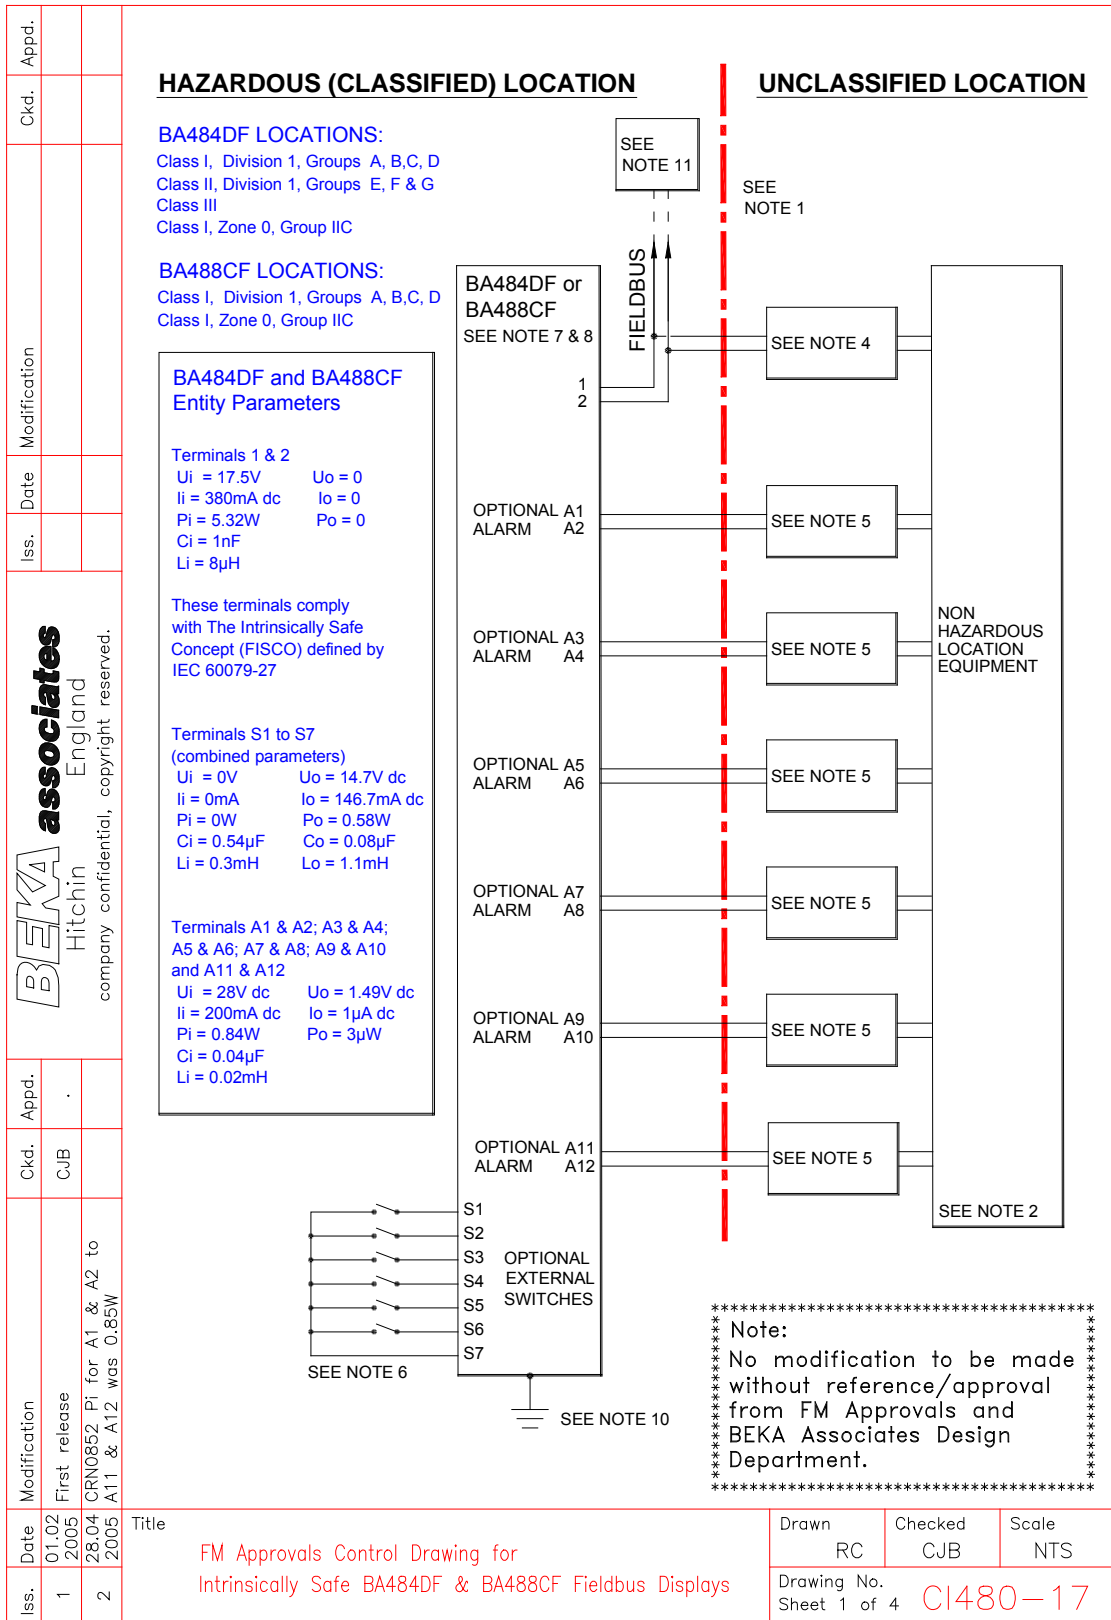 HAZARDOUS (CLASSIFIED) LOCATION
UNCLASSIFIED LOCATION
BA484DF LOCATIONS:
Class I, Division 1, Groups A, B,C, D
Class II, Division 1, Groups E, F & G
Class III
Class I, Zone 0, Group IIC
BA488CF LOCATIONS:
Class I, Division 1, Groups A, B,C, D
Class I, Zone 0, Group IIC
BA484DF and BA488CF
Entity Parameters
Terminals 1 & 2
Ui = 17.5V Uo = 0
Ii = 380mA dc Io = 0
Pi = 5.32W Po = 0
Ci = 1nF
Li = 8µH
These terminals comply
with The Intrinsically Safe
Concept (FISCO) defined by
IEC 60079-27
Terminals S1 to S7
(combined parameters)
Ui = 0V Uo = 14.7V dc
Ii = 0mA Io = 146.7mA dc
Pi = 0W Po = 0.58W
Ci = 0.54µF Co = 0.08µF
Li = 0.3mH Lo = 1.1mH
Terminals A1 & A2; A3 & A4;
A5 & A6; A7 & A8; A9 & A10
and A11 & A12
Ui = 28V dc Uo = 1.49V dc
Ii = 200mA dc Io = 1µA dc
Pi = 0.84W Po = 3µW
Ci = 0.04µF
Li = 0.02mH
SEE
NOTE 11
SEE
NOTE 1
FIELDBUS
BA484DF or
BA488CF
SEE NOTE 7 & 8
1
2
SEE NOTE 4
OPTIONAL A1
ALARM A2
SEE NOTE 5
OPTIONAL A3
ALARM A4
SEE NOTE 5
OPTIONAL A5
ALARM A6
SEE NOTE 5
OPTIONAL A7
ALARM A8
SEE NOTE 5
OPTIONAL A9
ALARM A10
SEE NOTE 5
OPTIONAL A11
ALARM A12
SEE NOTE 5
NON
HAZARDOUS
LOCATION
EQUIPMENT
SEE NOTE 2
S1
S2
S3
S4
S5
S6
S7
OPTIONAL
EXTERNAL
SWITCHES
SEE NOTE 6
SEE NOTE 10
Note:
No modification to be made
without reference/approval
from FM Approvals and
BEKA Associates Design
Department.
Title
FM Approvals Control Drawing for
Intrinsically Safe BA484DF & BA488CF Fieldbus Displays
Drawn
RC
Checked
CJB
Scale
NTS
Drawing No.
Sheet 1 of 4
CI480-17
Iss. Date Modification Ckd. Appd.
1 01.02 2005 First release CJB .
2 28.04 2005 CRN0852 Pi for A1 & A2 to
A11 & A12 was 0.85W
BEKA associates
Hitchin England
company confidential, copyright reserved.
Iss. Date Modification Ckd. Appd.